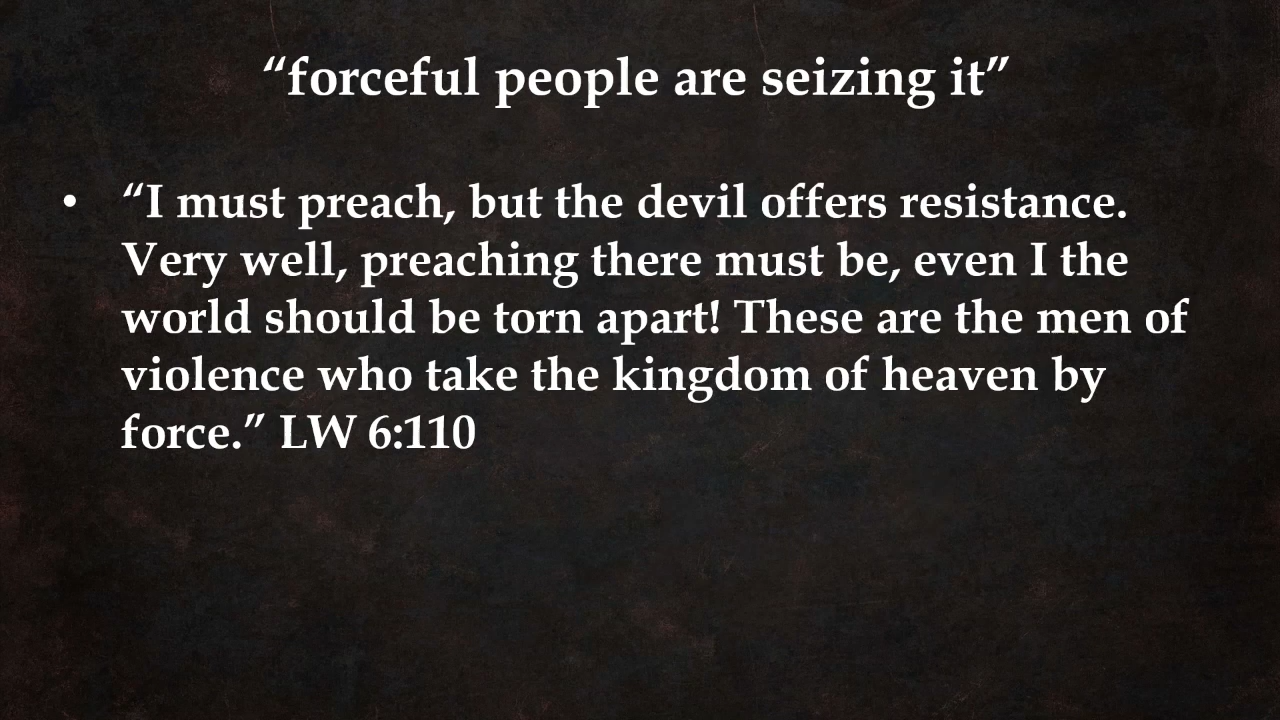 “forceful people are seizing it”
• “I must preach, but the devil offers resistance.
Very well, preaching there must be, even I the
world should be torn apart! These are the men of
violence who take the kingdom of heaven by
force.” LW 6:110